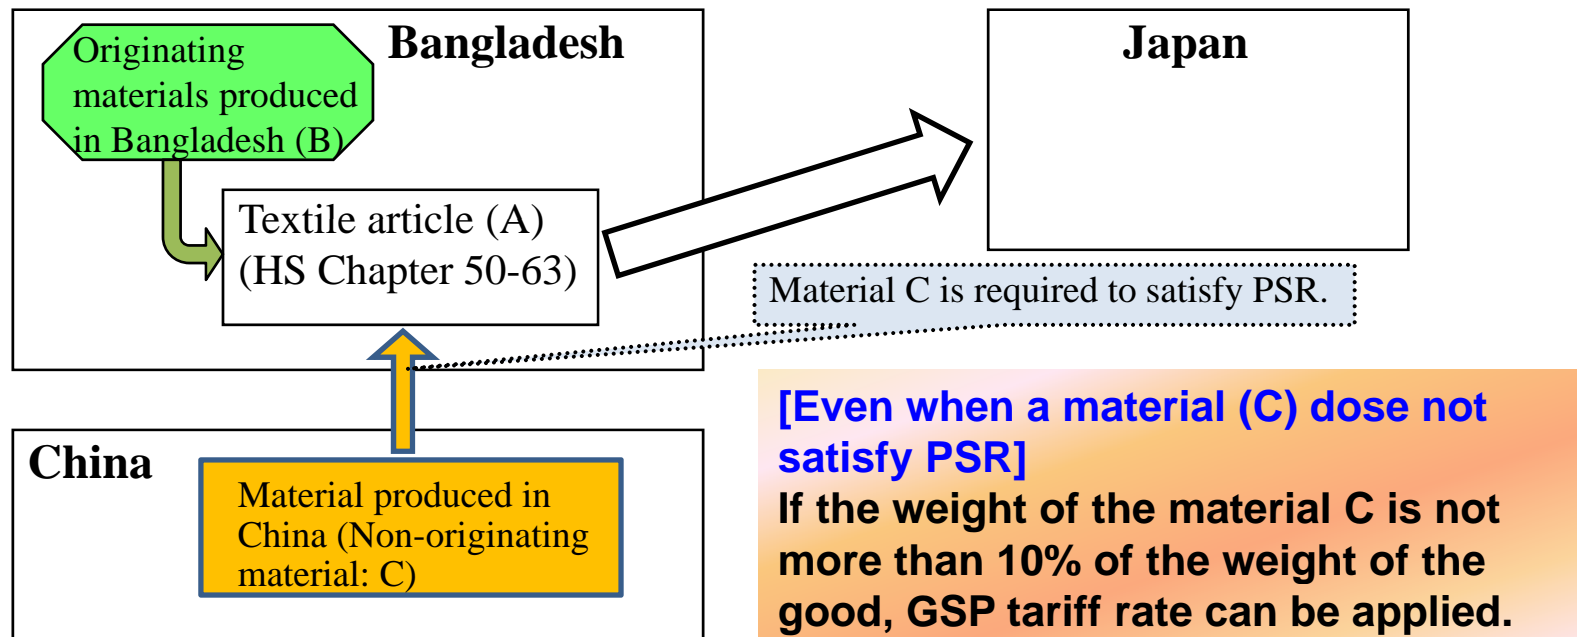 Originating
materials produced
in Bangladesh (B)
Bangladesh
Japan
Textile article (A)
(HS Chapter 50-63)
Material C is required to satisfy PSR.
China
Material produced in
China (Non-originating
material: C)
[Even when a material (C) dose not
satisfy PSR]
If the weight of the material C is not
more than 10% of the weight of the
good, GSP tariff rate can be applied.